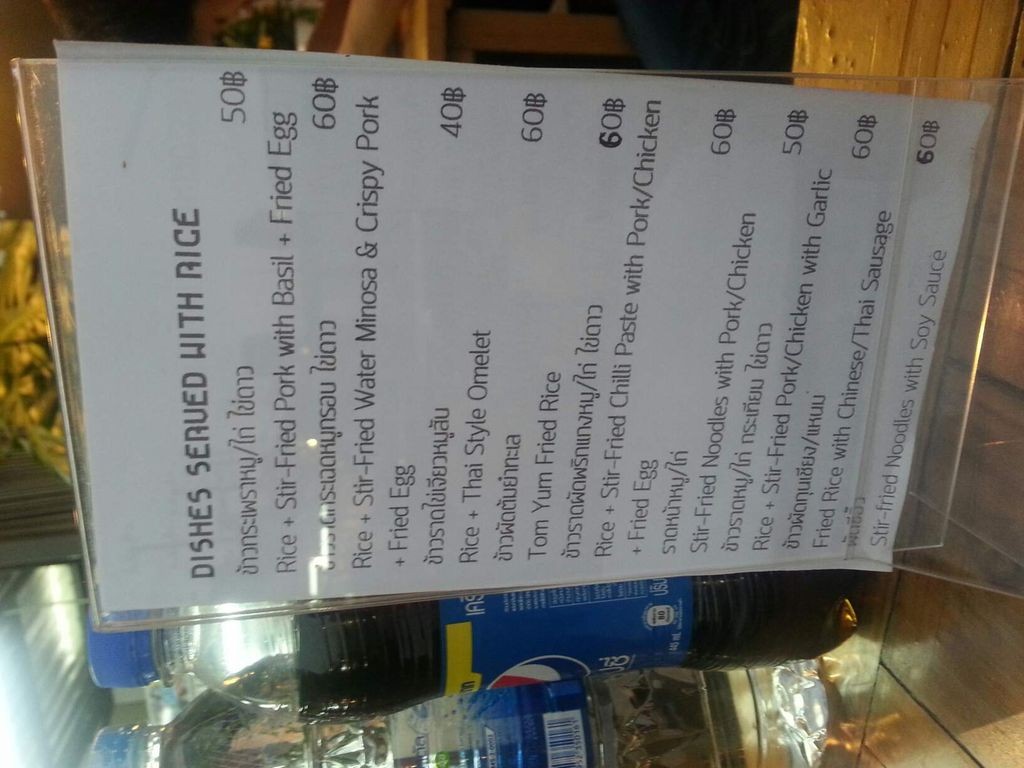 DISHES SERVED WITH RICE
ข้าวกระเพราหมู/ไก่ ไข่ดาว 50฿
Rice + Stir-Fried Pork with Basil + Fried Egg
หมูกรอบ ไข่ดาว 60฿
Rice + Stir-Fried Water Minosa & Crispy Pork
+ Fried Egg
ข้าวราดไข่เจียวหมูสับ 40฿
Rice + Thai Style Omelet
ข้าวผัดต้มยำทะเล 60฿
Tom Yum Fried Rice
ข้าวราดผัดพริกแกงหมู/ไก่ ไข่ดาว 60฿
Rice + Stir-Fried Chilli Paste with Pork/Chicken
+ Fried Egg
ราดหน้าหมู/ไก่ 60฿
Stir-Fried Noodles with Pork/Chicken
ข้าวราดหมู/ไก่ กระเทียม ไข่ดาว 50฿
Rice + Stir-Fried Pork/Chicken with Garlic
ข้าวผัดกุนเชียง/แหนม 60฿
Fried Rice with Chinese/Thai Sausage
ผัดซีอิ๊ว 60฿
Stir-fried Noodles with Soy Sauce